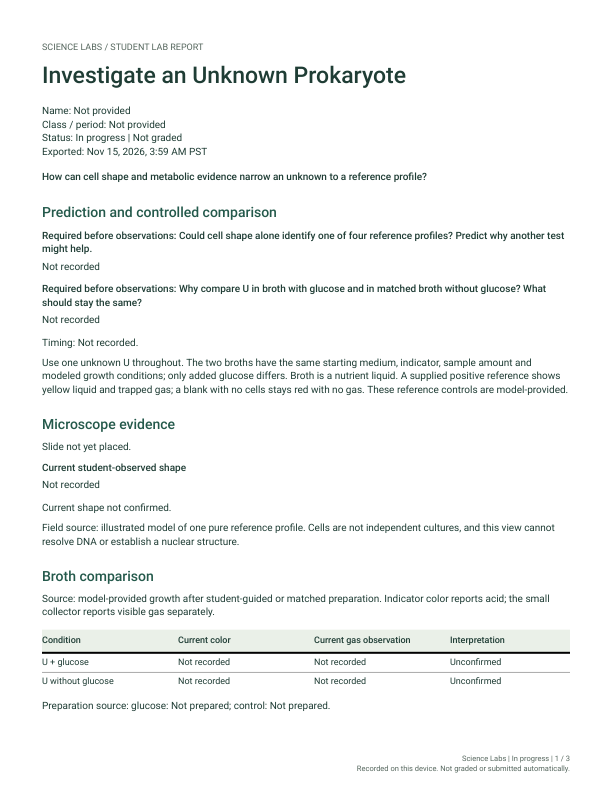 SCIENCE LABS / STUDENT LAB REPORT
Investigate an Unknown Prokaryote
Name: Not provided
Class / period: Not provided
Status: In progress | Not graded
Exported: Nov 15, 2026, 3:59 AM PST
How can cell shape and metabolic evidence narrow an unknown to a reference profile?
Prediction and controlled comparison
Required before observations: Could cell shape alone identify one of four reference profiles? Predict why another test
might help.
Not recorded
Required before observations: Why compare U in broth with glucose and in matched broth without glucose? What
should stay the same?
Not recorded
Timing: Not recorded.
Use one unknown U throughout. The two broths have the same starting medium, indicator, sample amount and
modeled growth conditions; only added glucose differs. Broth is a nutrient liquid. A supplied positive reference shows
yellow liquid and trapped gas; a blank with no cells stays red with no gas. These reference controls are model-provided.
Microscope evidence
Slide not yet placed.
Current student-observed shape
Not recorded
Current shape not confirmed.
Field source: illustrated model of one pure reference profile. Cells are not independent cultures, and this view cannot
resolve DNA or establish a nuclear structure.
Broth comparison
Source: model-provided growth after student-guided or matched preparation. Indicator color reports acid; the small
collector reports visible gas separately.
Condition Current color Current gas observation Interpretation
U + glucose Not recorded Not recorded Unconfirmed
U without glucose Not recorded Not recorded Unconfirmed
Preparation source: glucose: Not prepared; control: Not prepared.
Science Labs | In progress | 1 / 3
Recorded on this device. Not graded or submitted automatically.